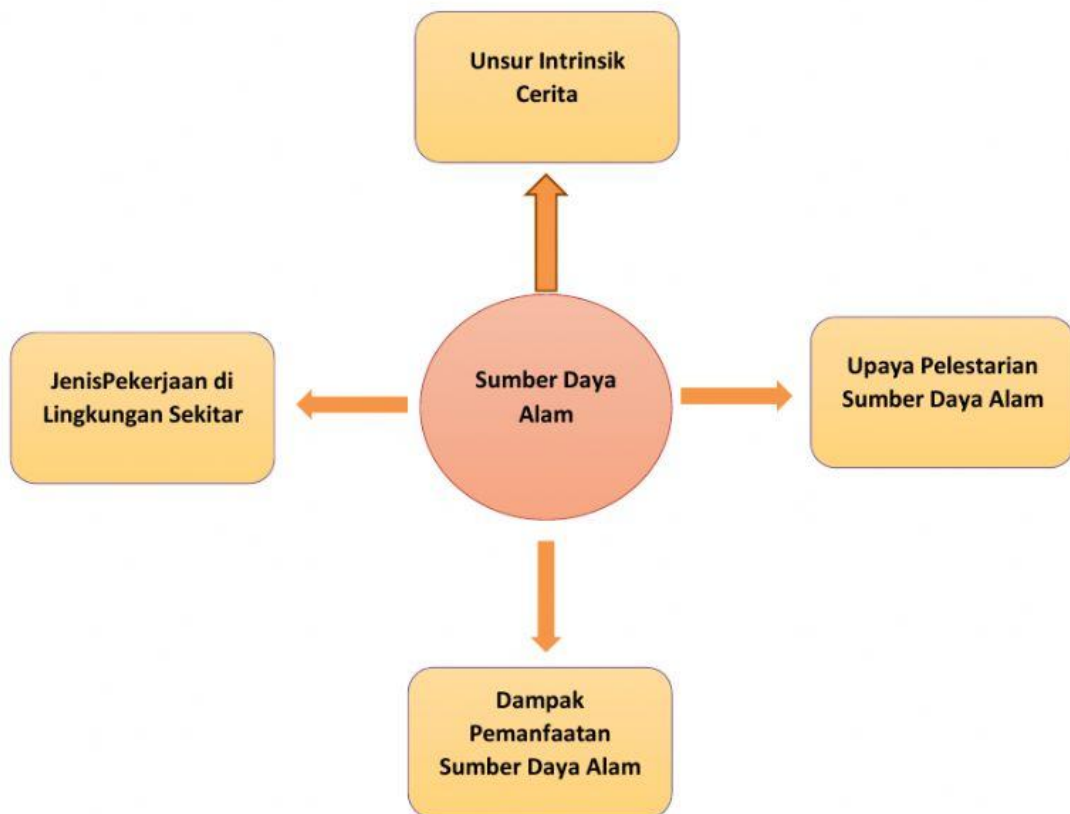 Unsur Intrinsik
Cerita
JenisPekerjaan di
Lingkungan Sekitar
Sumber Daya
Alam
Upaya Pelestarian
Sumber Daya Alam
Dampak
Pemanfaatan
Sumber Daya Alam